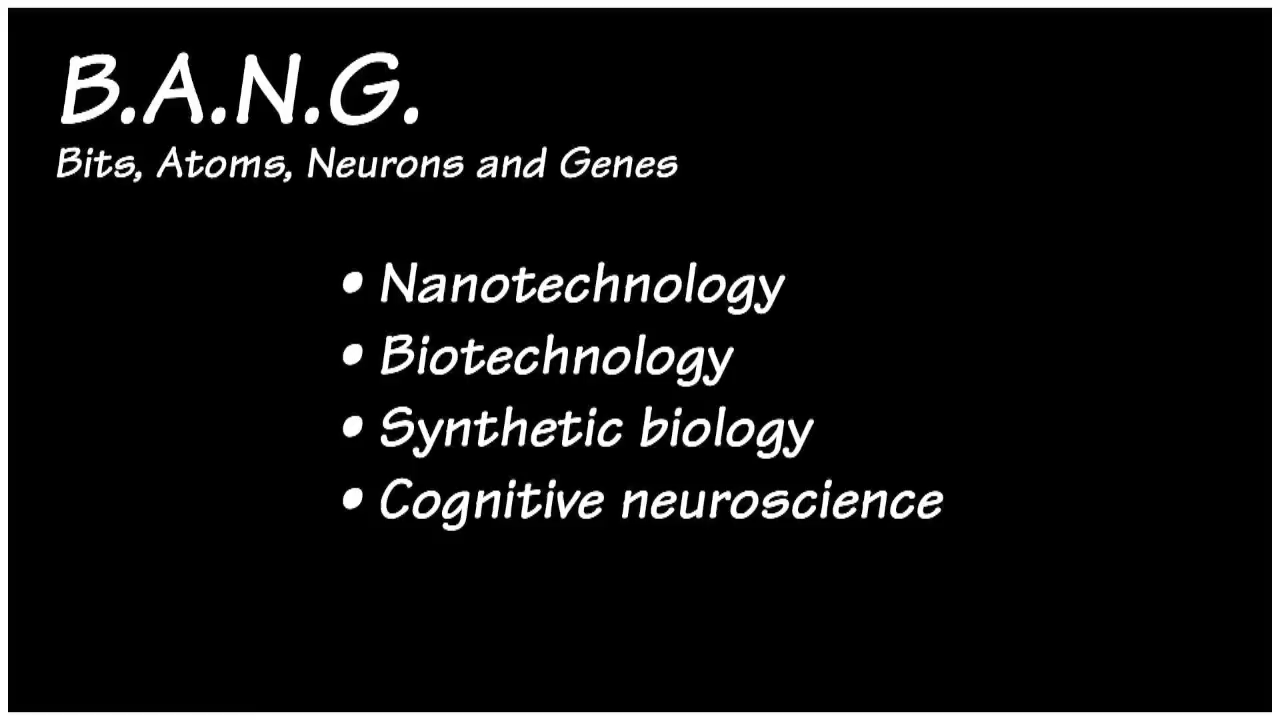 B.A.N.G.
Bits, Atoms, Neurons and Genes
• Nanotechnology
• Biotechnology
• Synthetic biology
• Cognitive neuroscience